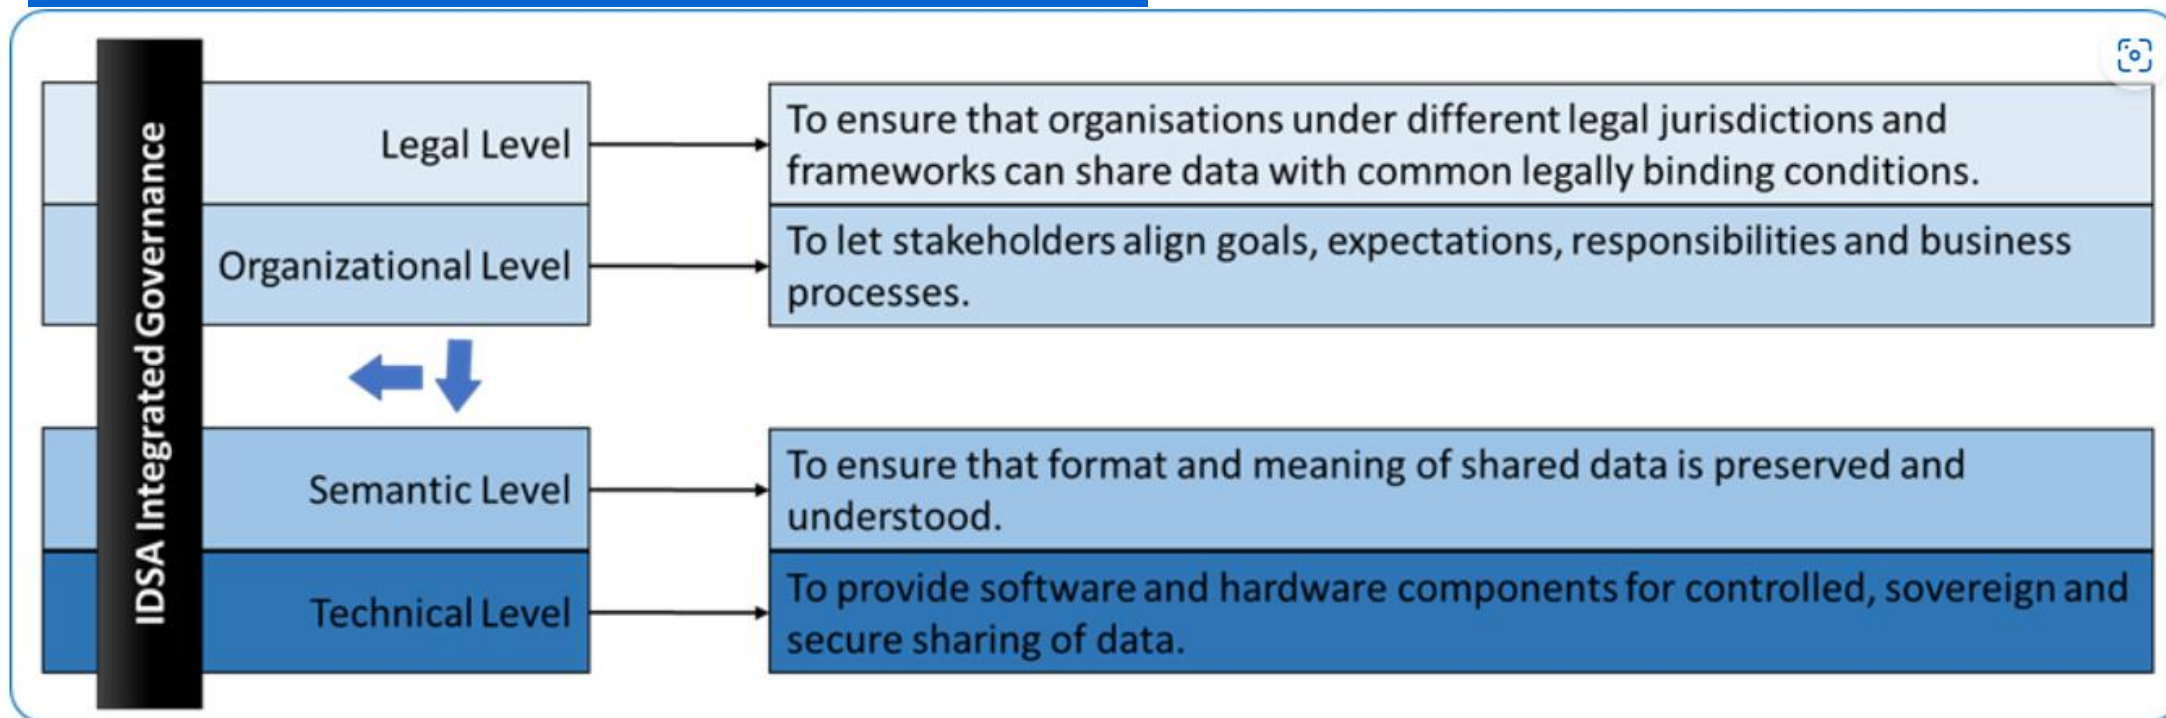 IDSA Integrated Governance
Legal Level
To ensure that organisations under different legal jurisdictions and
frameworks can share data with common legally binding conditions.
Organizational Level
To let stakeholders align goals, expectations, responsibilities and business
processes.
Semantic Level
To ensure that format and meaning of shared data is preserved and
understood.
Technical Level
To provide software and hardware components for controlled, sovereign and
secure sharing of data.